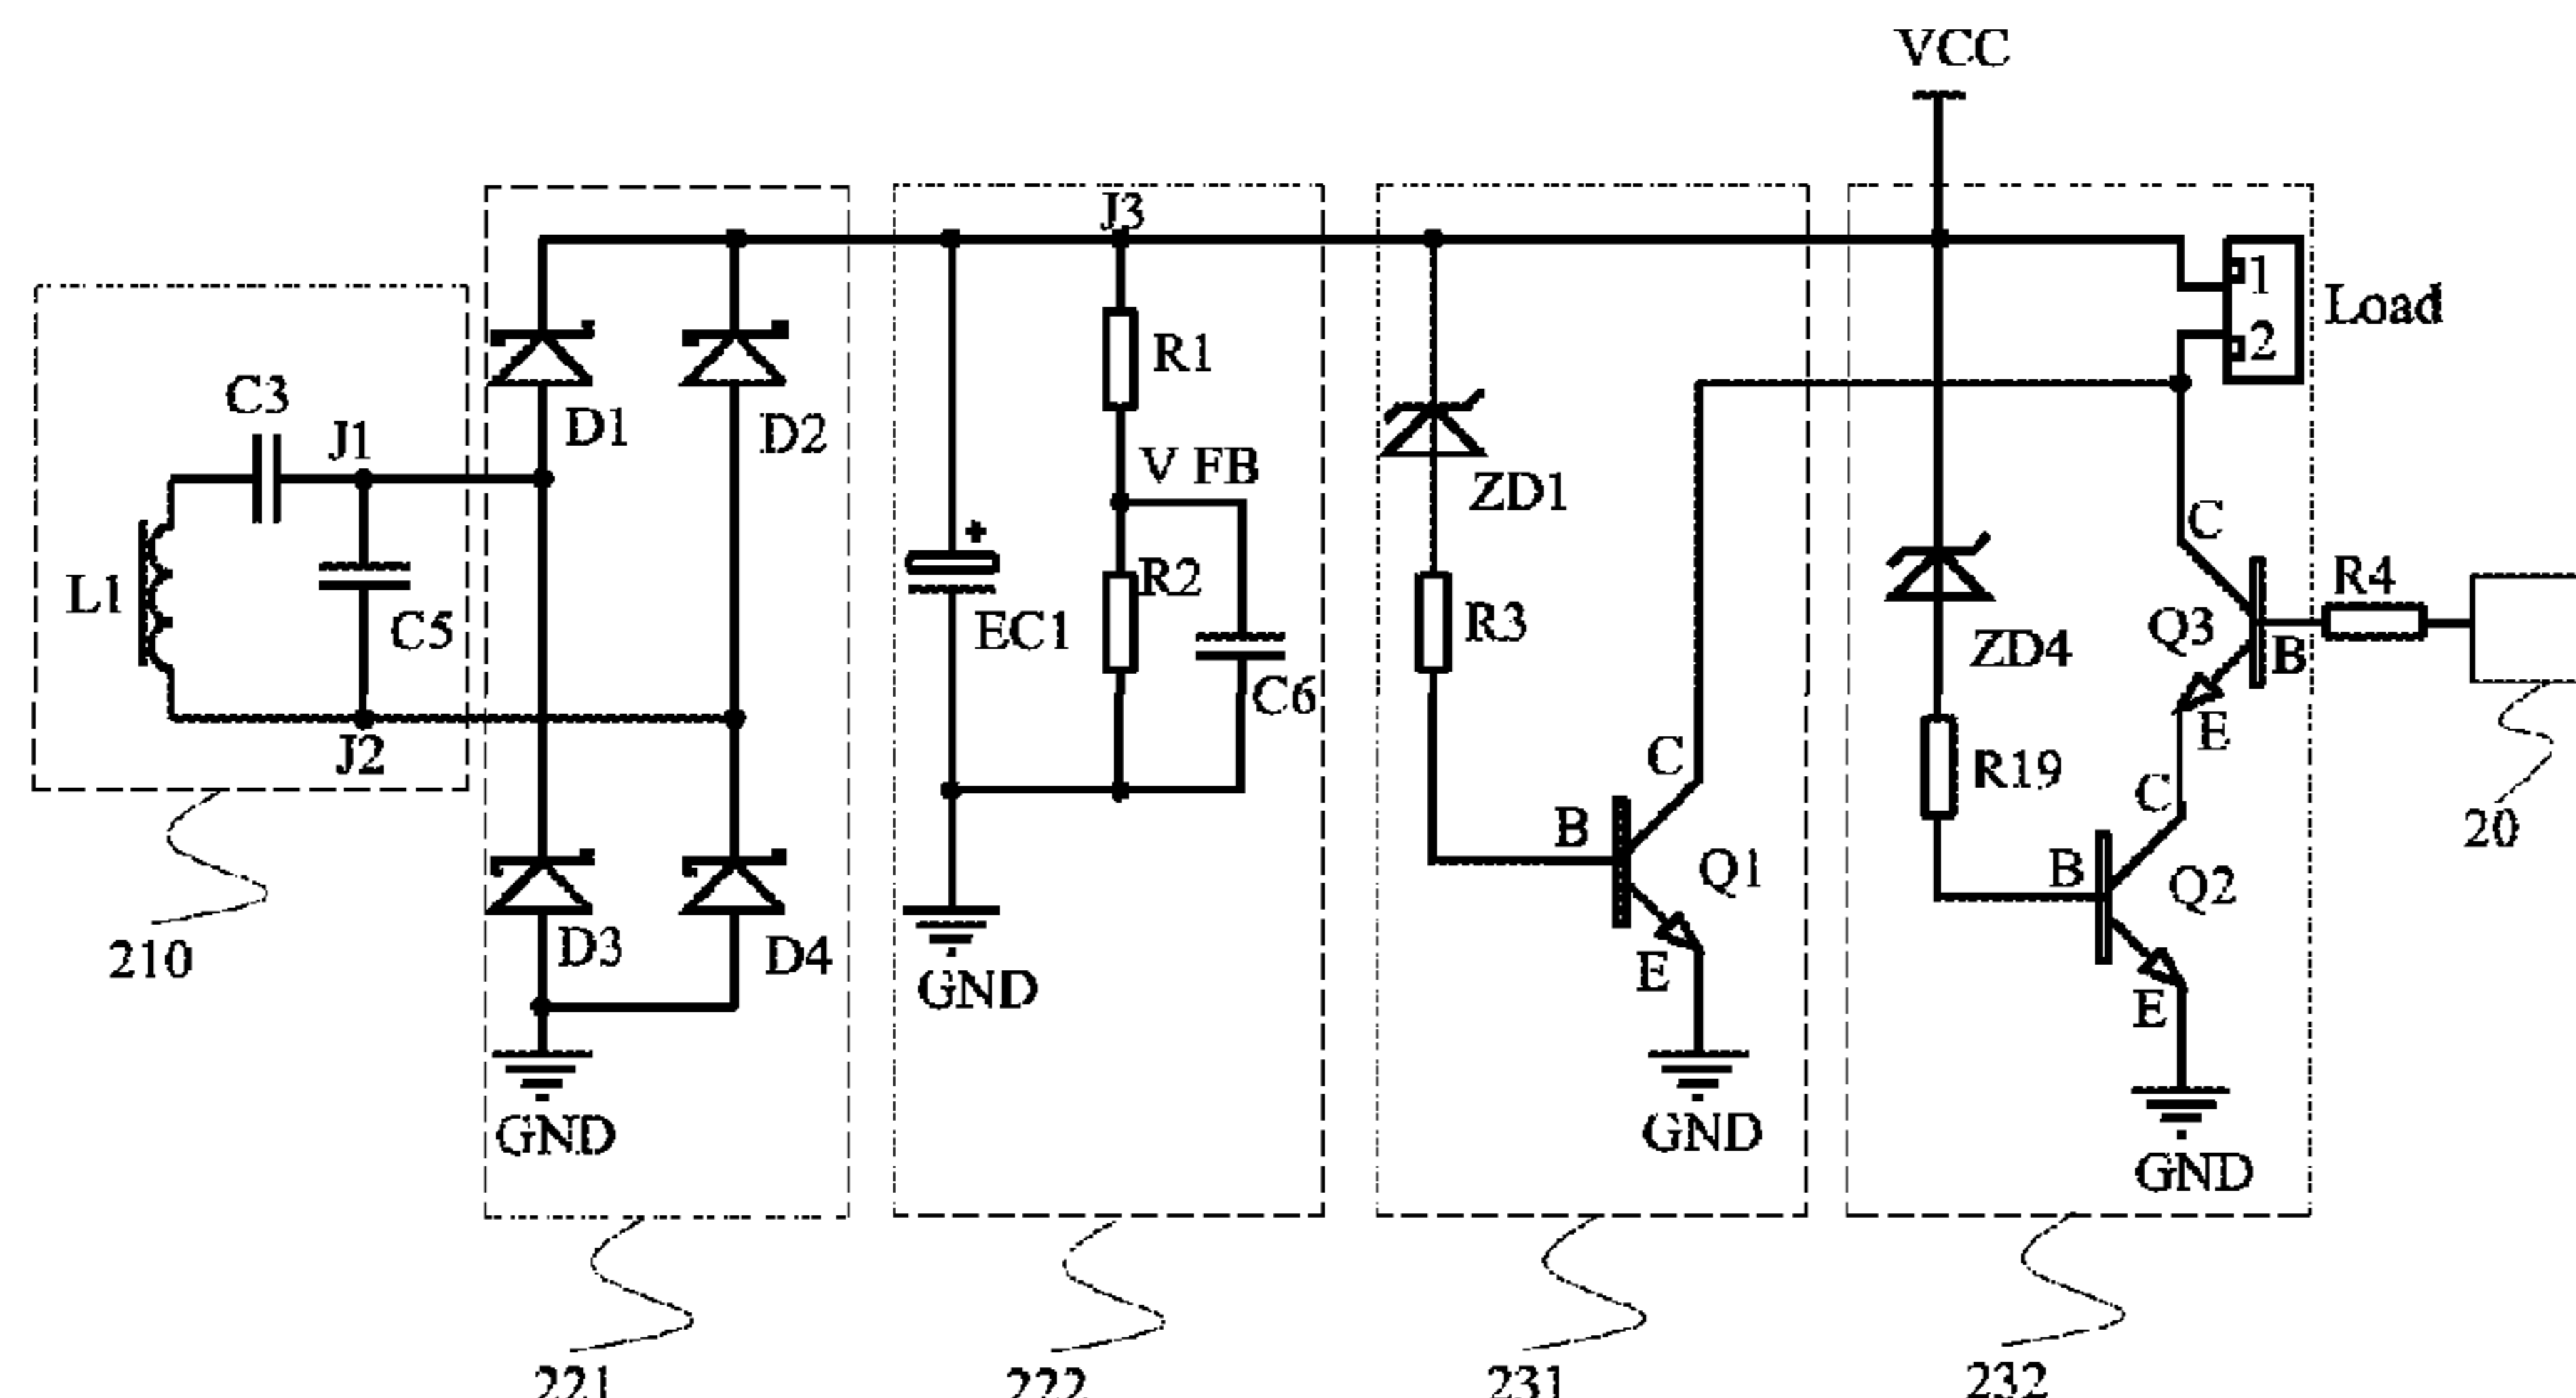 VCC
J3
1
Load
2
R1
C3
D1
D2
J1
V FB
ZD1
C
R4
L1
C5
+
EC1
R2
R3
Q3
B
ZD4
C6
E
J2
C
R19
C
20
B
Q1
B
Q2
D3
D4
E
E
210
GND
GND
GND
GND
221
222
231
232